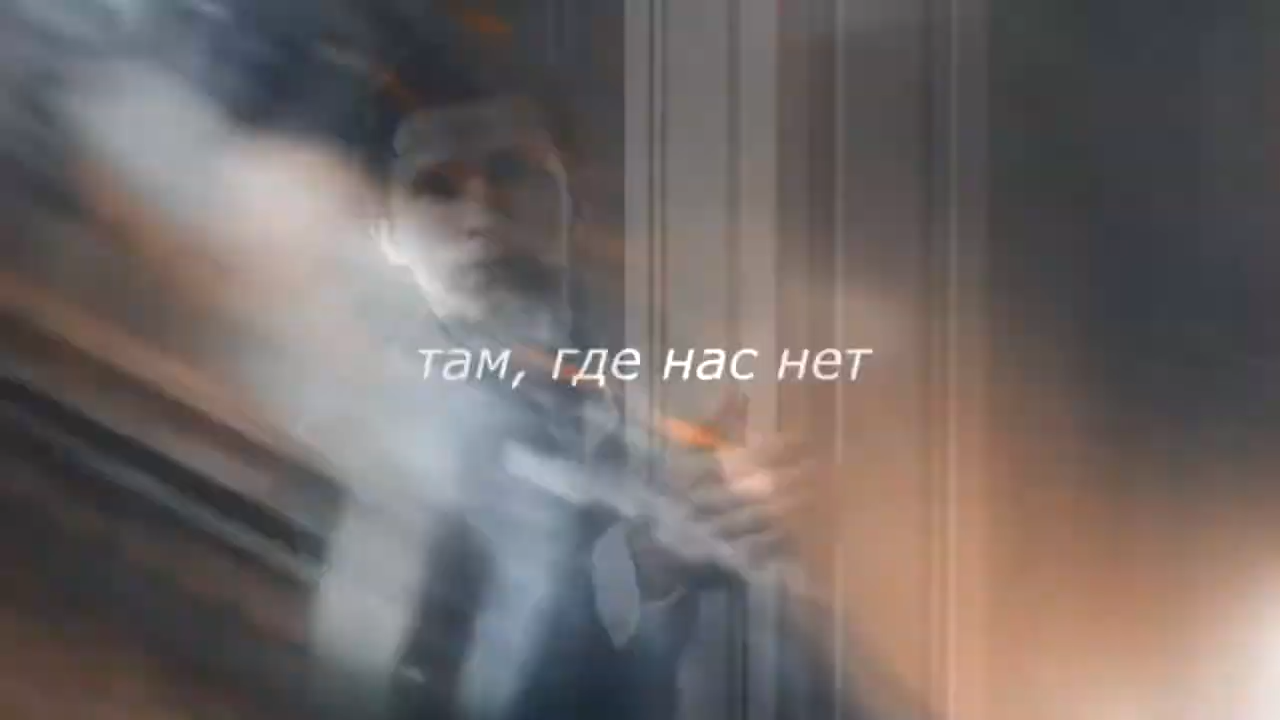 там, где нас нет